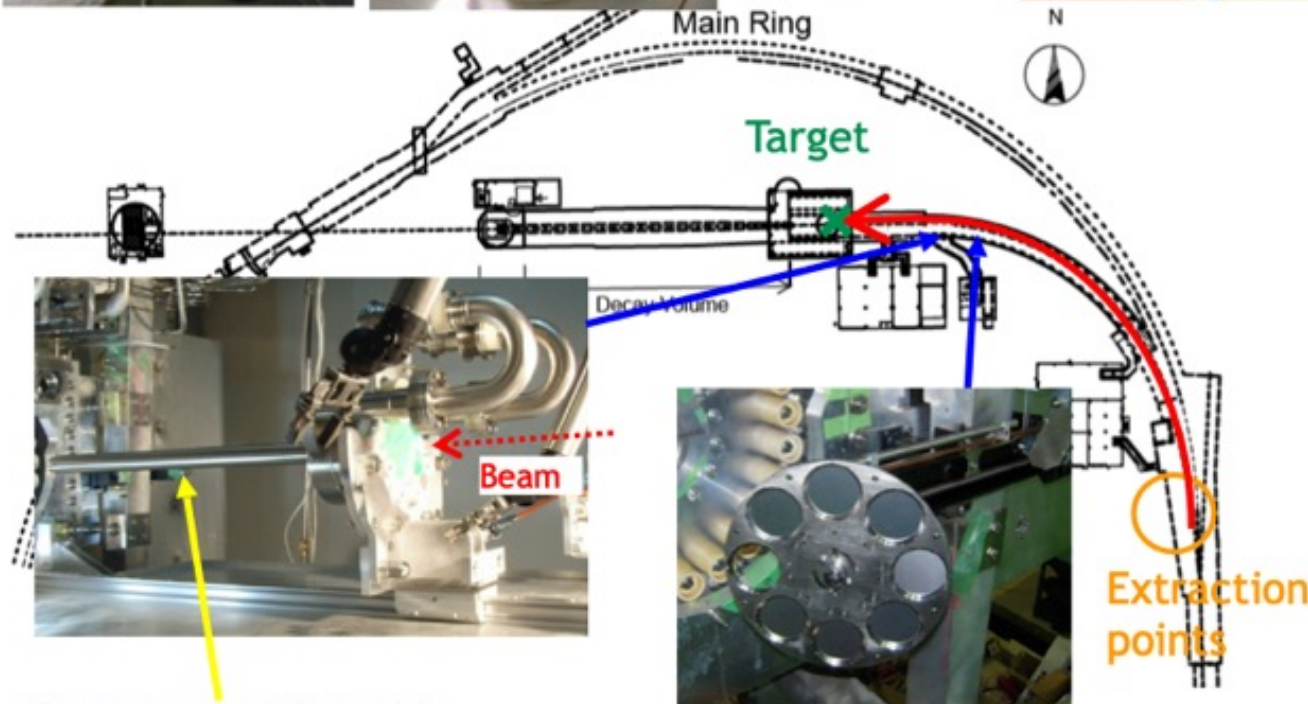 Main Ring
N
Target
Decay Volume
Beam
Extraction
points